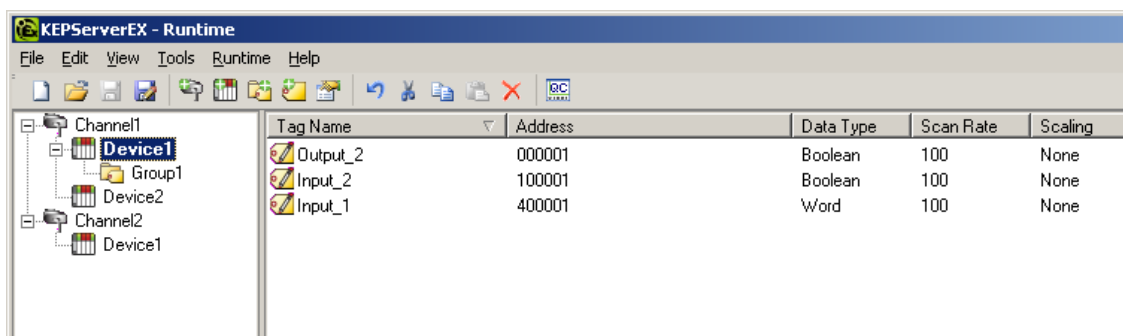 KEPServerEX - Runtime
File Edit View Tools Runtime Help
Channel1
Device1
Group1
Device2
Channel2
Device1
Tag Name Address Data Type Scan Rate Scaling
Output_2 000001 Boolean 100 None
Input_2 100001 Boolean 100 None
Input_1 400001 Word 100 None